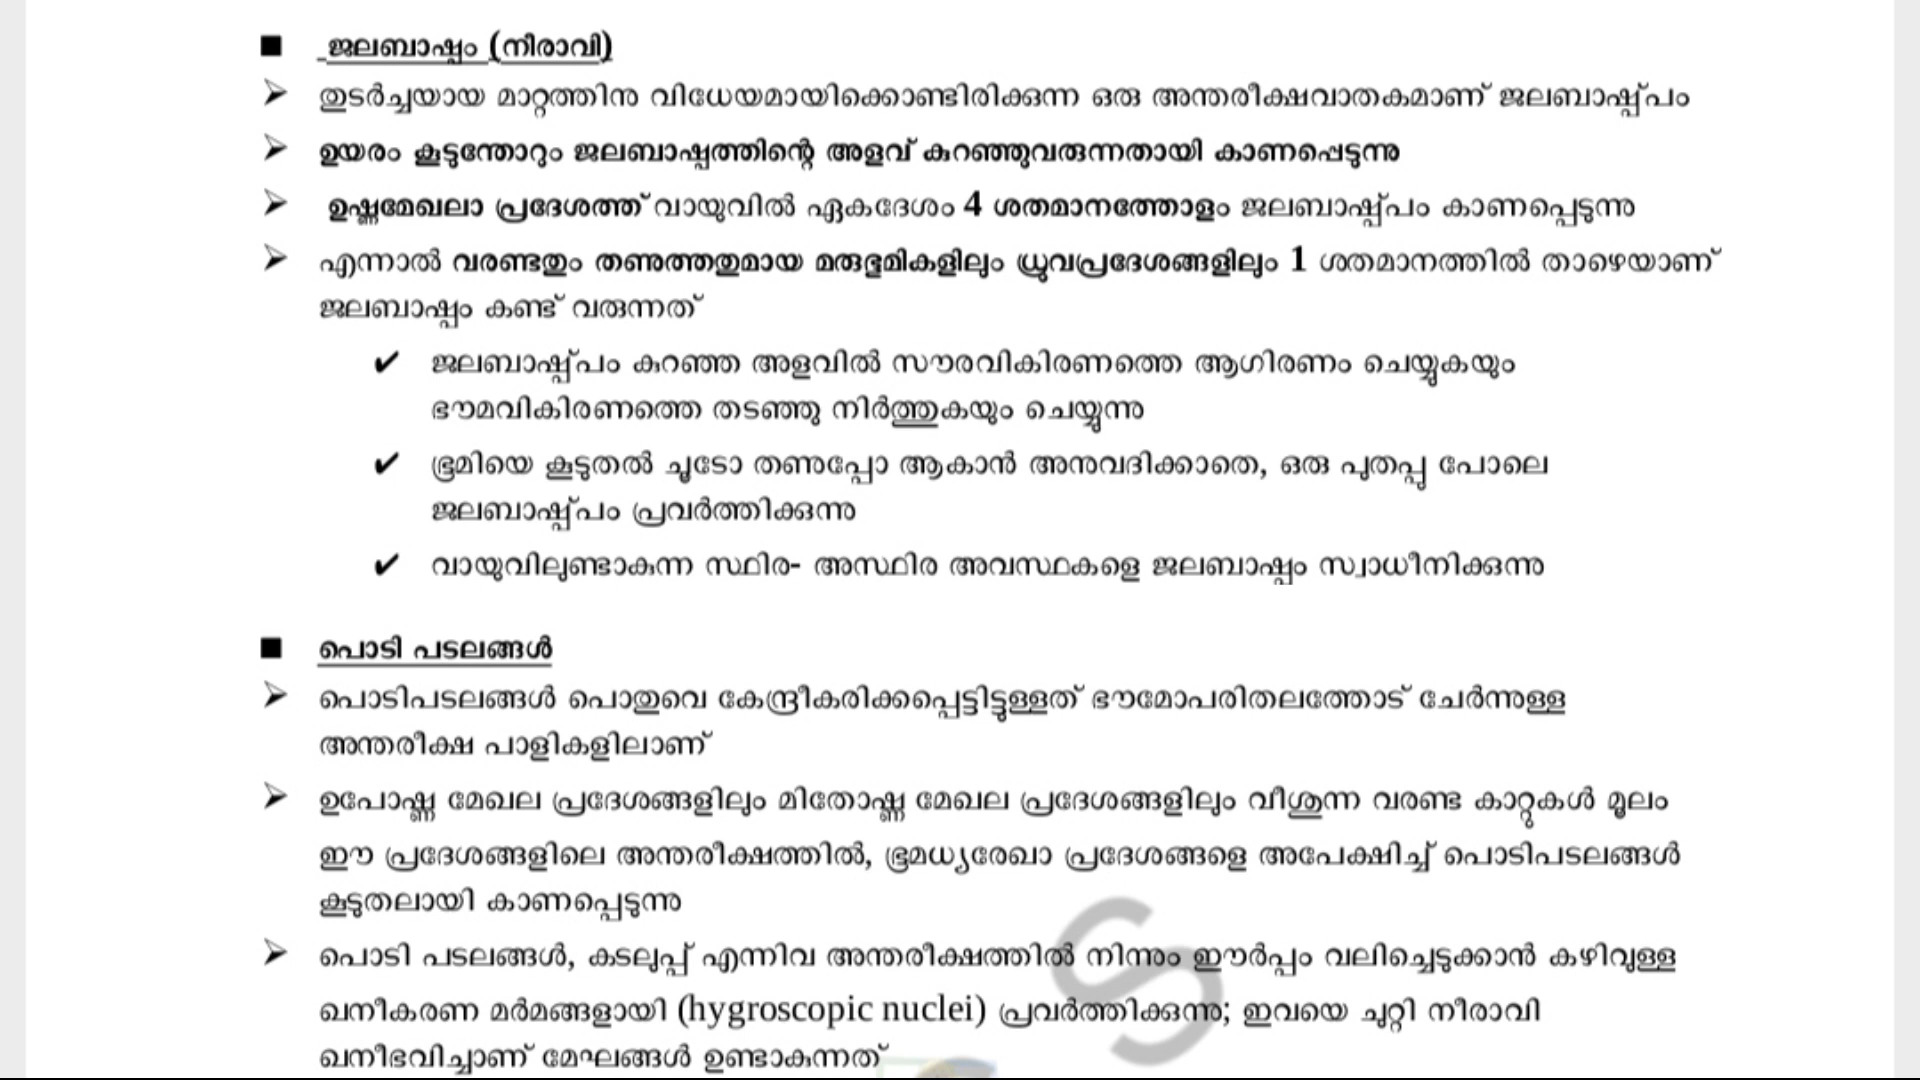 ■ ജലബാഷ്പം (നീരാവി)
➢ തുടർച്ചയായ മാറ്റത്തിനു വിധേയമായിക്കൊണ്ടിരിക്കുന്ന ഒരു അന്തരീക്ഷവാതകമാണ് ജലബാഷ്പ്പം
➢ ഉയരം കൂടുന്തോറും ജലബാഷ്പത്തിന്റെ അളവ് കുറഞ്ഞുവരുന്നതായി കാണപ്പെടുന്നു
➢ ഉഷ്ണമേഖലാ പ്രദേശത്ത് വായുവിൽ ഏകദേശം 4 ശതമാനത്തോളം ജലബാഷ്പ്പം കാണപ്പെടുന്നു
➢ എന്നാൽ വരണ്ടതും തണുത്തതുമായ മരുഭൂമികളിലും ധ്രുവപ്രദേശങ്ങളിലും 1 ശതമാനത്തിൽ താഴെയാണ്
ജലബാഷ്പം കണ്ട് വരുന്നത്
✔ ജലബാഷ്പ്പം കുറഞ്ഞ അളവിൽ സൗരവികിരണത്തെ ആഗിരണം ചെയ്യുകയും
ഭൗമവികിരണത്തെ തടഞ്ഞു നിർത്തുകയും ചെയ്യുന്നു
✔ ഭൂമിയെ കൂടുതൽ ചൂടോ തണുപ്പോ ആകാൻ അനുവദിക്കാതെ, ഒരു പുതപ്പു പോലെ
ജലബാഷ്പ്പം പ്രവർത്തിക്കുന്നു
✔ വായുവിലുണ്ടാകുന്ന സ്ഥിര- അസ്ഥിര അവസ്ഥകളെ ജലബാഷ്പം സ്വാധീനിക്കുന്നു
■ പൊടി പടലങ്ങൾ
➢ പൊടിപടലങ്ങൾ പൊതുവെ കേന്ദ്രീകരിക്കപ്പെട്ടിട്ടുള്ളത് ഭൗമോപരിതലത്തോട് ചേർന്നുള്ള
അന്തരീക്ഷ പാളികളിലാണ്
➢ ഉപോഷ്ണ മേഖല പ്രദേശങ്ങളിലും മിതോഷ്ണ മേഖല പ്രദേശങ്ങളിലും വീശുന്ന വരണ്ട കാറ്റുകൾ മൂലം
ഈ പ്രദേശങ്ങളിലെ അന്തരീക്ഷത്തിൽ, ഭൂമധ്യരേഖാ പ്രദേശങ്ങളെ അപേക്ഷിച്ച് പൊടിപടലങ്ങൾ
കൂടുതലായി കാണപ്പെടുന്നു
➢ പൊടി പടലങ്ങൾ, കടലുപ്പ് എന്നിവ അന്തരീക്ഷത്തിൽ നിന്നും ഈർപ്പം വലിച്ചെടുക്കാൻ കഴിവുള്ള
ഖനീകരണ മർമങ്ങളായി (hygroscopic nuclei) പ്രവർത്തിക്കുന്നു; ഇവയെ ചുറ്റി നീരാവി
ഖനീഭവിച്ചാണ് മേഘങ്ങൾ ഉണ്ടാകുന്നത്
S